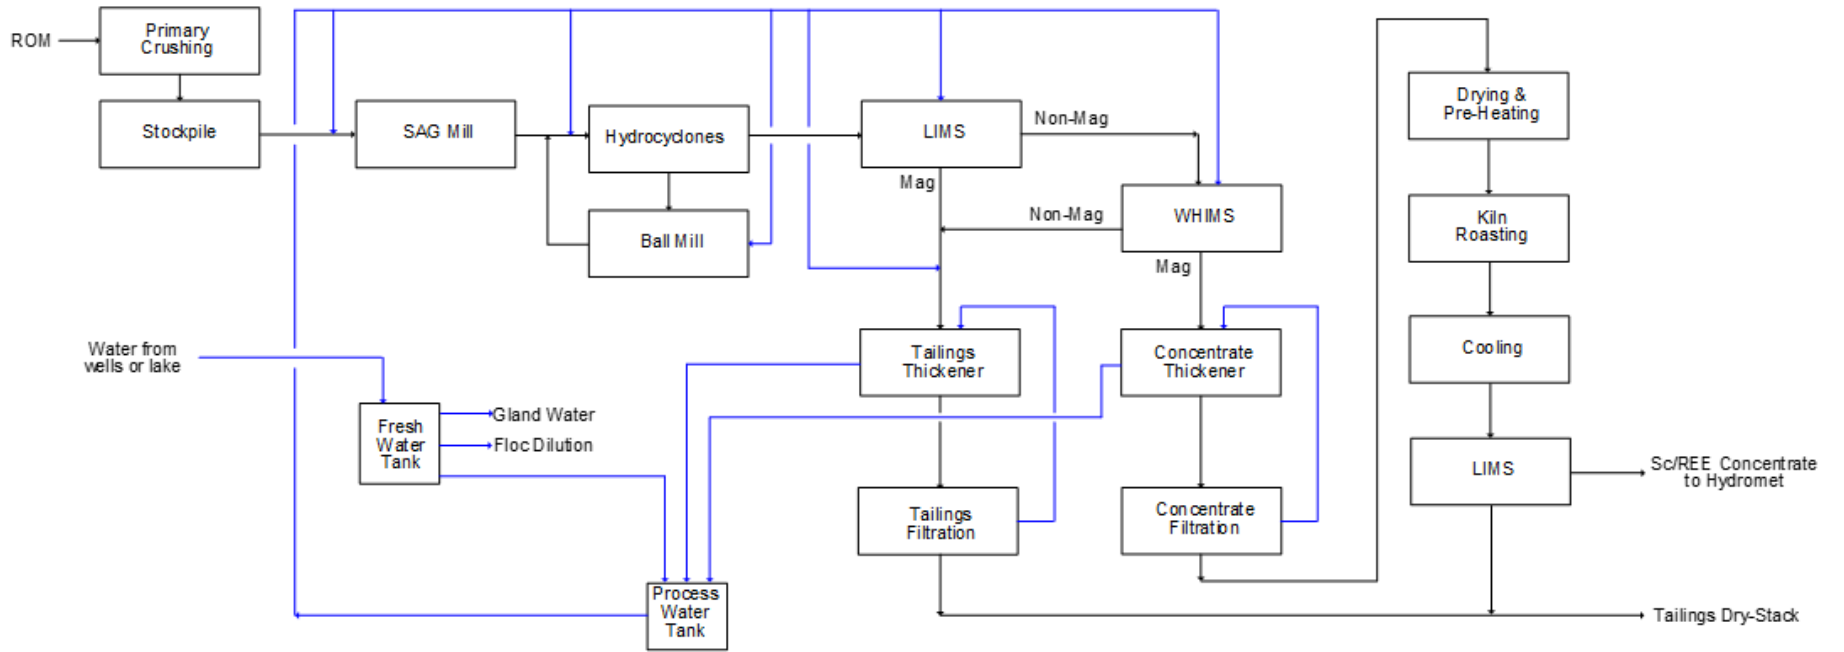 ROM
Primary
Crushing
Stockpile
SAG Mill
Hydrocyclones
Ball Mill
LIMS
Non-Mag
Mag
WHIMS
Non-Mag
Mag
Drying &
Pre-Heating
Kiln
Roasting
Cooling
LIMS
Sc/REE Concentrate
to Hydromet
Water from
wells or lake
Fresh
Water
Tank
Gland Water
Floc Dilution
Tailings
Thickener
Concentrate
Thickener
Tailings
Filtration
Concentrate
Filtration
Process
Water
Tank
Tailings Dry-Stack